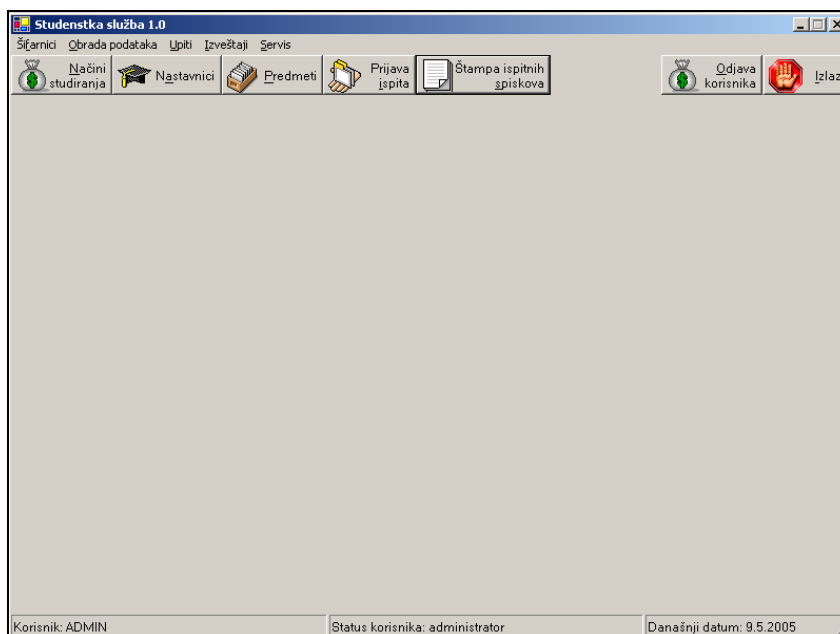 Studenstka služba 1.0
Šifarnici Obrada podataka Upiti Izveštaji Servis
Načini
studiranja
Nastavnici
Predmeti
Prijava
ispita
Štampa ispitnih
spiskova
Odjava
korisnika
Izlaz
Korisnik: ADMIN
Status korisnika: administrator
Današnji datum: 9.5.2005